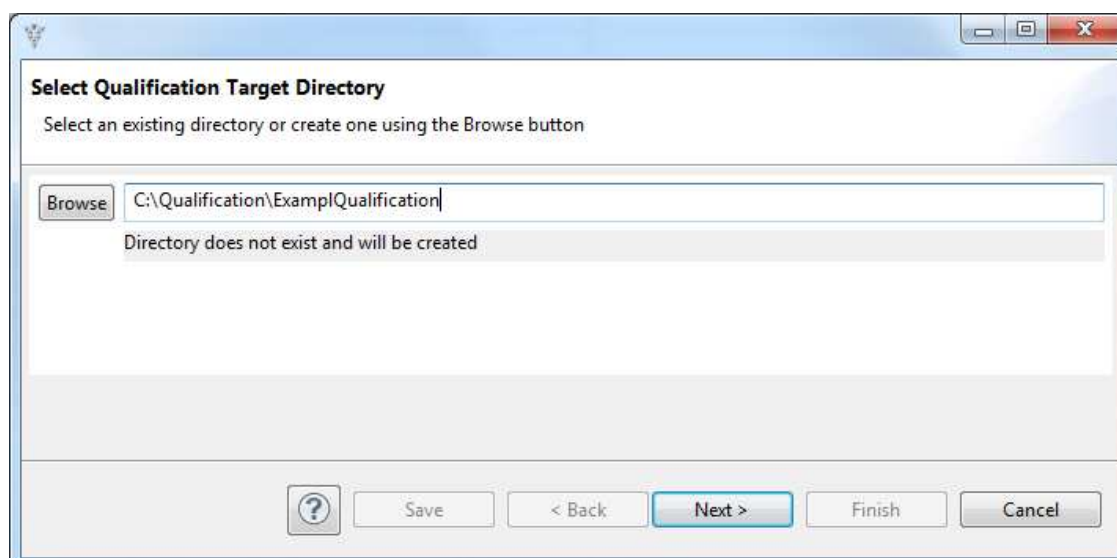 Select Qualification Target Directory
Select an existing directory or create one using the Browse button
Browse C:\Qualification\ExamplQualification
Directory does not exist and will be created
Save < Back Next > Finish Cancel